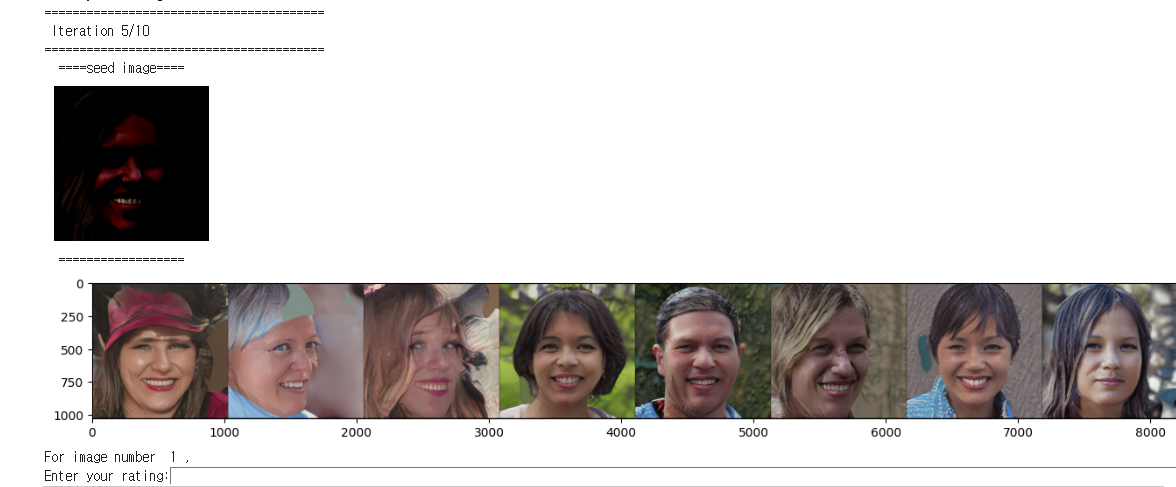 ========================================
Iteration 5/10
========================================
====seed image====
==================
0
250
500
750
1000
0 1000 2000 3000 4000 5000 6000 7000 8000
For image number 1 ,
Enter your rating: